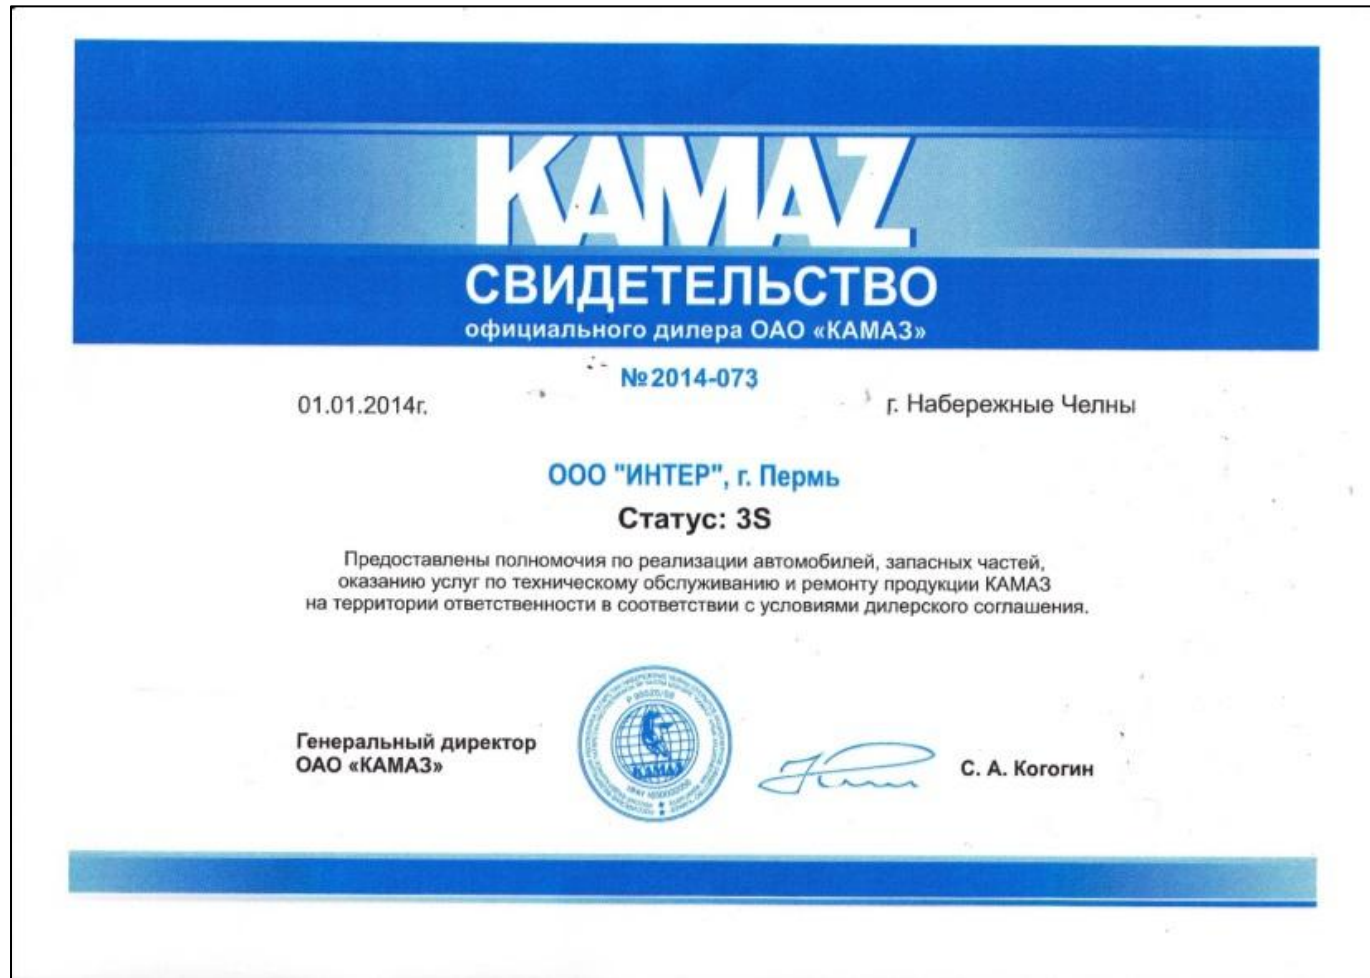 KAMAZ
СВИДЕТЕЛЬСТВО
официального дилера ОАО «КАМАЗ»
№2014-073
01.01.2014г.
г. Набережные Челны
ООО "ИНТЕР", г. Пермь
Статус: 3S
Предоставлены полномочия по реализации автомобилей, запасных частей,
оказанию услуг по техническому обслуживанию и ремонту продукции КАМАЗ
на территории ответственности в соответствии с условиями дилерского соглашения.
Генеральный директор
ОАО «КАМАЗ»
КАМАЗ
С. А. Когогин